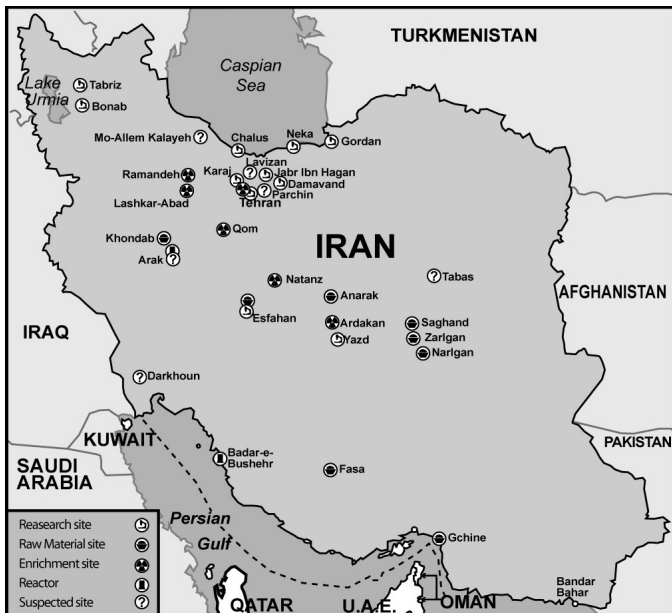 TURKMENISTAN
Caspian
Sea
Lake
Urmia
Tabriz
Bonab
Mo-Allem Kalayeh
Chalus
Neka
Gordan
Lavizan
Ramandeh
Karaj
Jabr Ibn Hagan
Damavand
Lashkar-Abad
Tehran
Parchin
Khondab
Qom
IRAN
Arak
Natanz
Tabas
Anarak
AFGHANISTAN
Esfahan
Ardakan
Saghand
IRAQ
Yazd
Zarlgan
Narlgan
Darkhoun
KUWAIT
PAKISTAN
SAUDI
ARABIA
Badar-e-
Bushehr
Fasa
Persian
Gulf
Gchine
Reasearch site
Raw Material site
Enrichment site
Reactor
Suspected site
Bandar
Bahar
QATAR
U.A.E.
OMAN